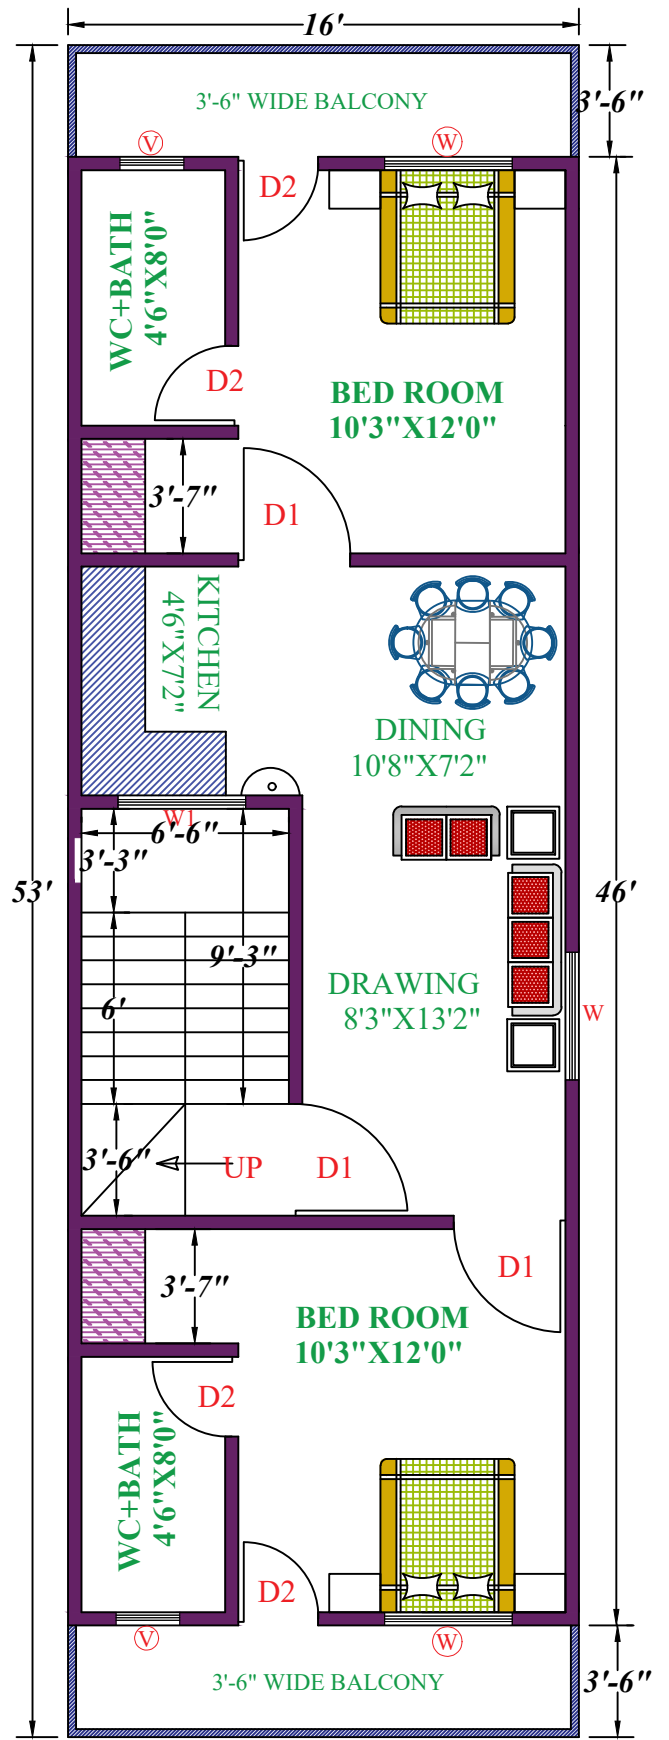 16'
3'-6" WIDE BALCONY
3'-6"
V
W
D2
WC+BATH
4'6"X8'0"
D2
BED ROOM
10'3"X12'0"
3'-7"
D1
KITCHEN
4'6"X7'2"
DINING
10'8"X7'2"
W1
6'-6"
3'-3"
53'
46'
9'-3"
DRAWING
8'3"X13'2"
6'
W
3'-6"
UP
D1
D1
3'-7"
BED ROOM
10'3"X12'0"
D2
WC+BATH
4'6"X8'0"
D2
V
W
3'-6" WIDE BALCONY
3'-6"